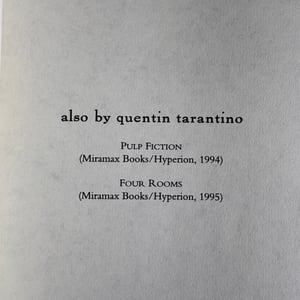 also by quentin tarantino
PULP FICTION
(Miramax Books/Hyperion, 1994)
FOUR ROOMS
(Miramax Books/Hyperion, 1995)